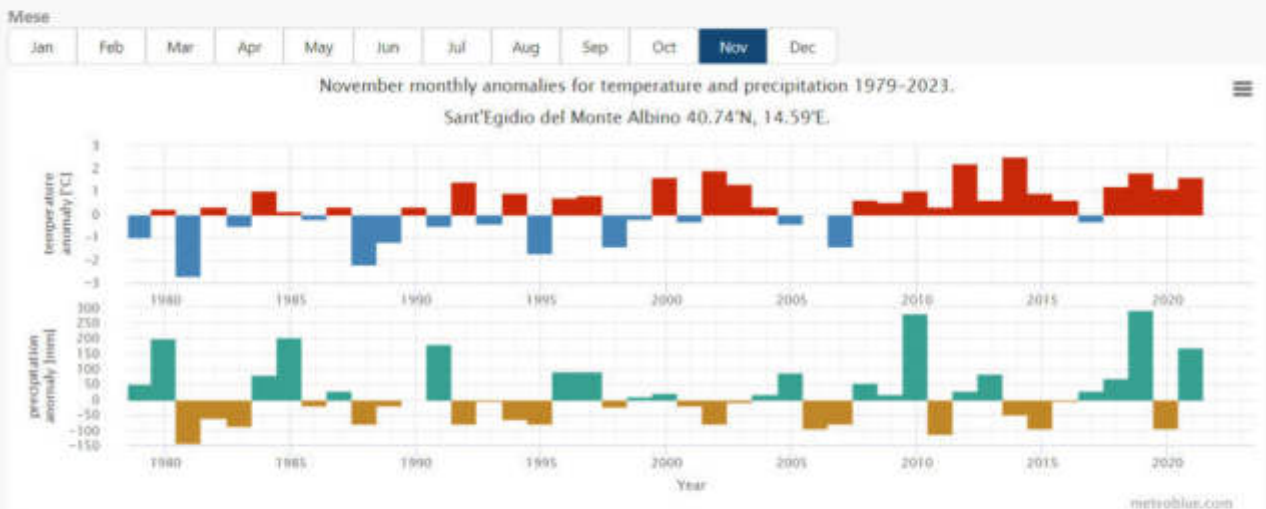 Mese
Jan Feb Mar Apr May Jun Jul Aug Sep Oct Nov Dec
November monthly anomalies for temperature and precipitation 1979-2023.
Sant'Egidio del Monte Albino 40.74°N, 14.59°E.
temperature
anomaly [°C]
3
2
1
0
-1
-2
-3
1980 1985 1990 1995 2000 2005 2010 2015 2020
precipitation
anomaly [mm]
300
250
200
150
100
50
0
-50
-100
-150
1980 1985 1990 1995 2000 2005 2010 2015 2020
Year
meteoblue.com